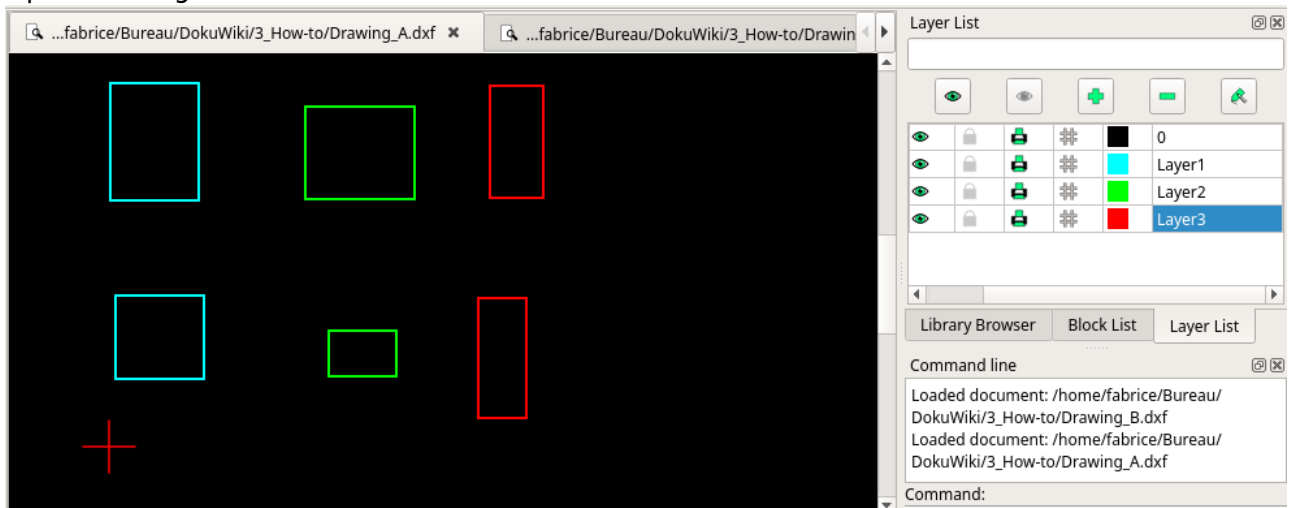 ...fabrice/Bureau/DokuWiki/3_How-to/Drawing_A.dxf
...fabrice/Bureau/DokuWiki/3_How-to/Drawin
Layer List
0
Layer1
Layer2
Layer3
Library Browser
Block List
Layer List
Command line
Loaded document: /home/fabrice/Bureau/
DokuWiki/3_How-to/Drawing_B.dxf
Loaded document: /home/fabrice/Bureau/
DokuWiki/3_How-to/Drawing_A.dxf
Command: